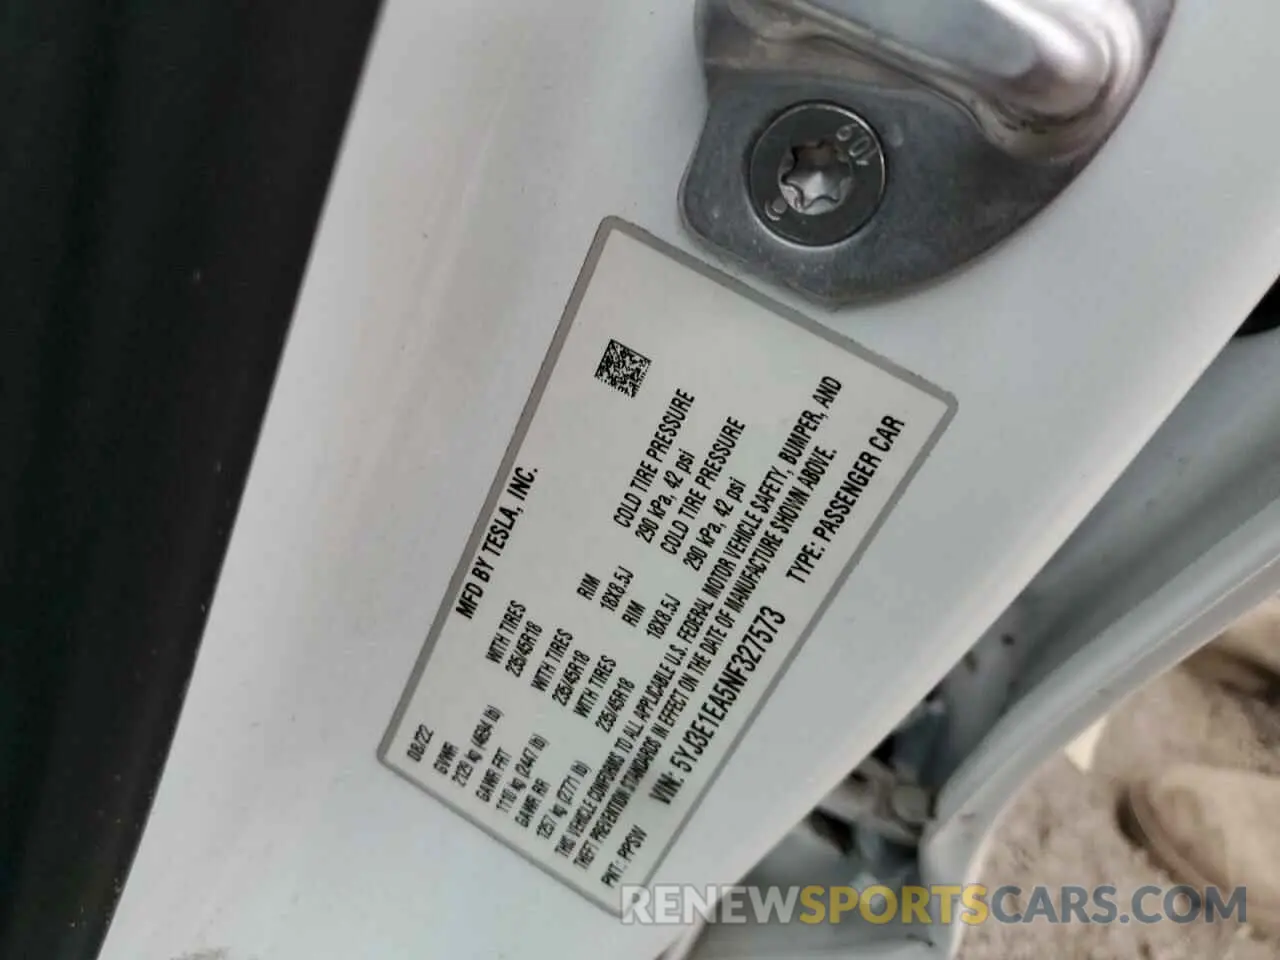 109
MFD BY TESLA, INC.
08/22
GVWR
2129 kg (4694 lb)
WITH TIRES
235/45R18
RIM
18X8.5J
COLD TIRE PRESSURE
290 kPa, 42 psi
GAWR FRT
1110 kg (2447 lb)
WITH TIRES
235/45R18
RIM
18X8.5J
COLD TIRE PRESSURE
290 kPa, 42 psi
GAWR RR
1257 kg (2771 lb)
WITH TIRES
235/45R18
THIS VEHICLE CONFORMS TO ALL APPLICABLE U.S. FEDERAL MOTOR VEHICLE SAFETY, BUMPER, AND
THEFT PREVENTION STANDARDS IN EFFECT ON THE DATE OF MANUFACTURE SHOWN ABOVE.
VIN: 5YJ3E1EA5NF327573
TYPE: PASSENGER CAR
PNT: PPSW
RENEWSPORTSCARS.COM